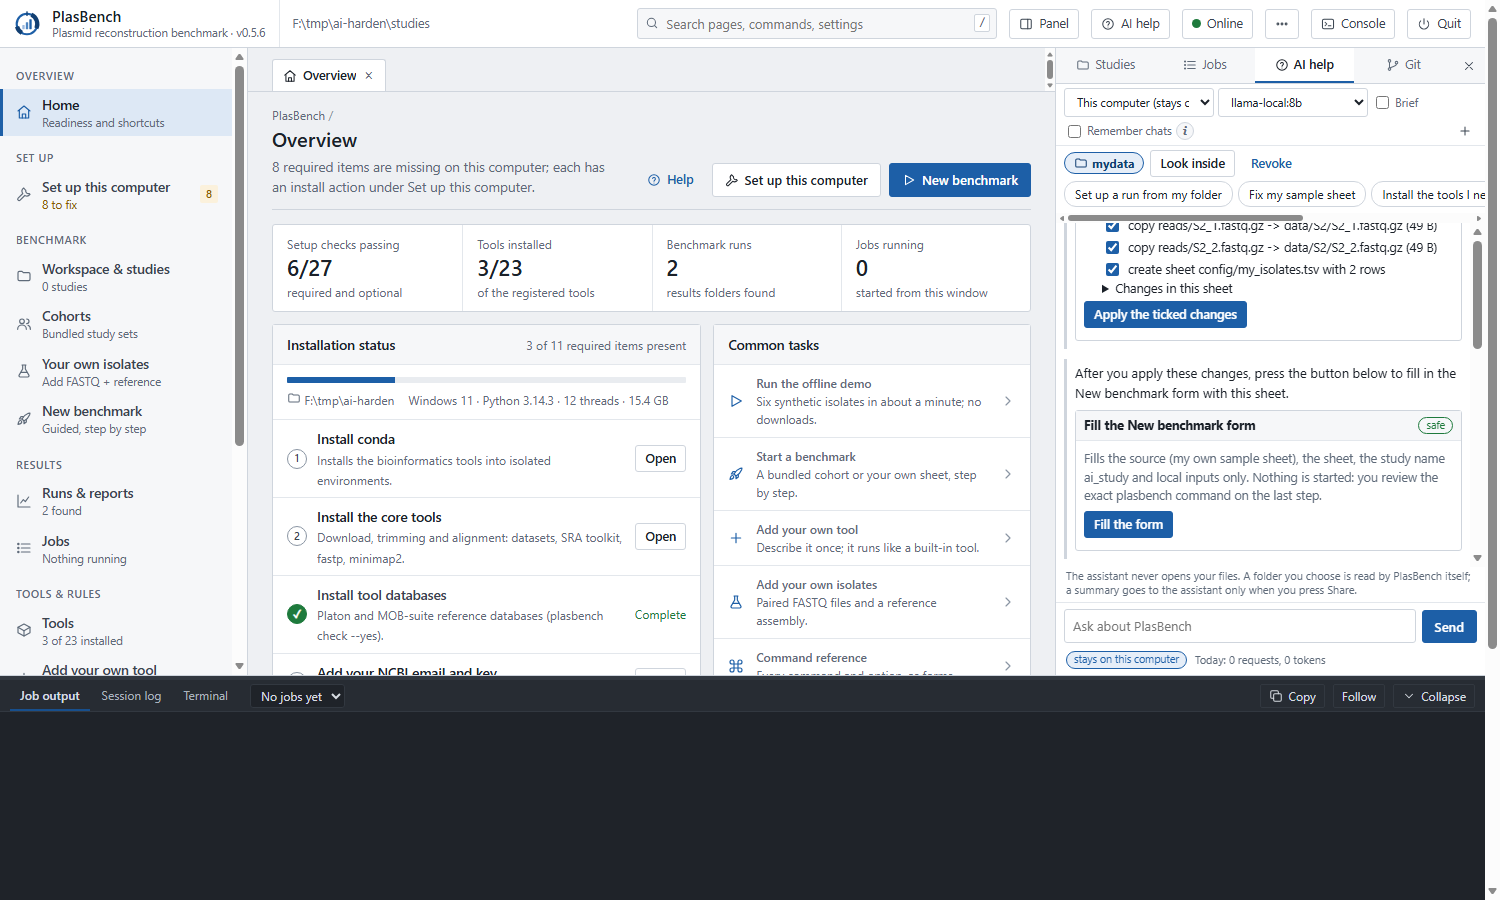 PlasBench
Plasmid reconstruction benchmark · v0.5.6
F:\tmp\ai-harden\studies
Search pages, commands, settings
/
Panel
AI help
Online
Console
Quit
OVERVIEW
Home
Readiness and shortcuts
SET UP
Set up this computer
8 to fix
8
BENCHMARK
Workspace & studies
0 studies
Cohorts
Bundled study sets
Your own isolates
Add FASTQ + reference
New benchmark
Guided, step by step
RESULTS
Runs & reports
2 found
Jobs
Nothing running
TOOLS & RULES
Tools
3 of 23 installed
Add your own tool
Overview
PlasBench /
Overview
8 required items are missing on this computer; each has
an install action under Set up this computer.
Help
Set up this computer
New benchmark
Setup checks passing
6/27
required and optional
Tools installed
3/23
of the registered tools
Benchmark runs
2
results folders found
Jobs running
0
started from this window
Installation status
3 of 11 required items present
F:\tmp\ai-harden
Windows 11 · Python 3.14.3 · 12 threads · 15.4 GB
1
Install conda
Installs the bioinformatics tools into isolated
environments.
Open
2
Install the core tools
Download, trimming and alignment: datasets, SRA toolkit,
fastp, minimap2.
Open
Install tool databases
Platon and MOB-suite reference databases (plasbench
check --yes).
Complete
Add your NCBI email and key
Common tasks
Run the offline demo
Six synthetic isolates in about a minute; no
downloads.
Start a benchmark
A bundled cohort or your own sheet, step
by step.
Add your own tool
Describe it once; it runs like a built-in tool.
Add your own isolates
Paired FASTQ files and a reference
assembly.
Command reference
Every command and option, as forms
Studies
Jobs
AI help
Git
This computer (stays c
llama-local:8b
Brief
Remember chats
mydata
Look inside
Revoke
Set up a run from my folder
Fix my sample sheet
Install the tools I ne
copy reads/S2_1.fastq.gz -> data/S2/S2_1.fastq.gz (49 B)
copy reads/S2_2.fastq.gz -> data/S2/S2_2.fastq.gz (49 B)
create sheet config/my_isolates.tsv with 2 rows
Changes in this sheet
Apply the ticked changes
After you apply these changes, press the button below to fill in the
New benchmark form with this sheet.
Fill the New benchmark form
safe
Fills the source (my own sample sheet), the sheet, the study name
ai_study and local inputs only. Nothing is started: you review the
exact plasbench command on the last step.
Fill the form
The assistant never opens your files. A folder you choose is read by PlasBench itself;
a summary goes to the assistant only when you press Share.
Ask about PlasBench
Send
stays on this computer
Today: 0 requests, 0 tokens
Job output
Session log
Terminal
No jobs yet
Copy
Follow
Collapse